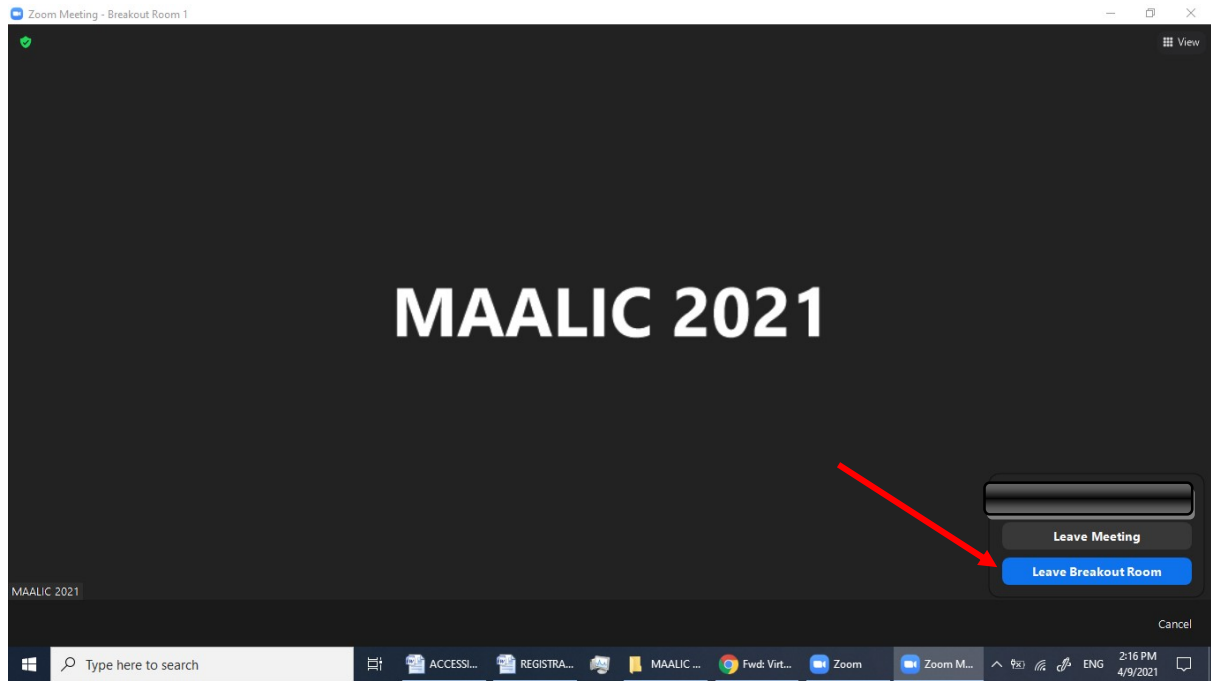 Zoom Meeting - Breakout Room 1
View
MAALIC 2021
Leave Meeting
Leave Breakout Room
MAALIC 2021
Cancel
Type here to search
ACCESSI...
REGISTRA...
MAALIC ...
Fwd: Virt...
Zoom
Zoom M...
ENG
2:16 PM
4/9/2021